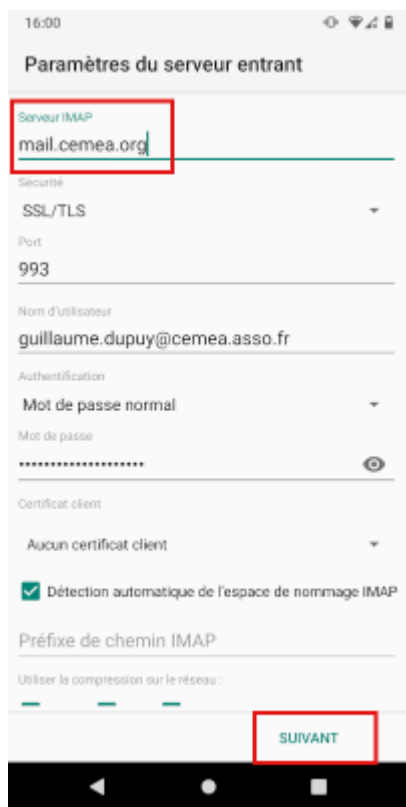 16:00
Paramètres du serveur entrant
Serveur IMAP
mail.cemea.org
Sécurité
SSL/TLS
Port
993
Nom d'utilisateur
guillaume.dupuy@cemea.asso.fr
Authentification
Mot de passe normal
Mot de passe
••••••••••••••••••••
Certificat client
Aucun certificat client
Détection automatique de l'espace de nommage IMAP
Préfixe de chemin IMAP
Utiliser la compression sur le réseau :
SUIVANT